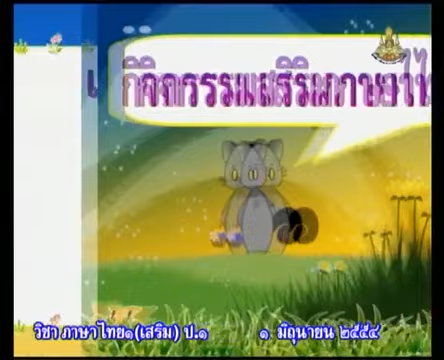 กิจกรรมเสริมภาษาไ
วิชา ภาษาไทย๑(เสริม) ป.๑ ๑ มิถุนายน ๒๕๕๔